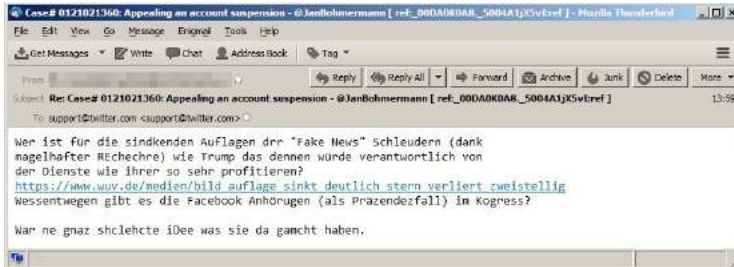 Case# 0121021360: Appealing an account suspension - @JanBohmermann [ ref:_00DA0K0A8._5004A1jX5vI:ref ] - Mozilla Thunderbird
File Edit View Go Message Enigmail Tools Help
Get Messages Write Chat Address Book Tag
From Reply Reply All Forward Archive Junk Delete More
Subject Re: Case# 0121021360: Appealing an account suspension - @JanBohmermann [ ref:_00DA0K0A8._5004A1jX5vI:ref ] 13:59
To support@twitter.com <support@twitter.com>
Wer ist für die sindkenden Auflagen drr "Fake News" Schleudern (dank
magelhafter REchechre) wie Trump das dennen würde verantwortlich von
der Dienste wie ihrer so sehr profitieren?
https://www.wuv.de/medien/bild_auflage_sinkt_deutlich_stern_verliert_zweistellig
Wessentwegen gibt es die Facebook Anhörugen (als Präzendezfall) im Kogress?
War ne gnaz shclehcte iDee was sie da gamcht haben.